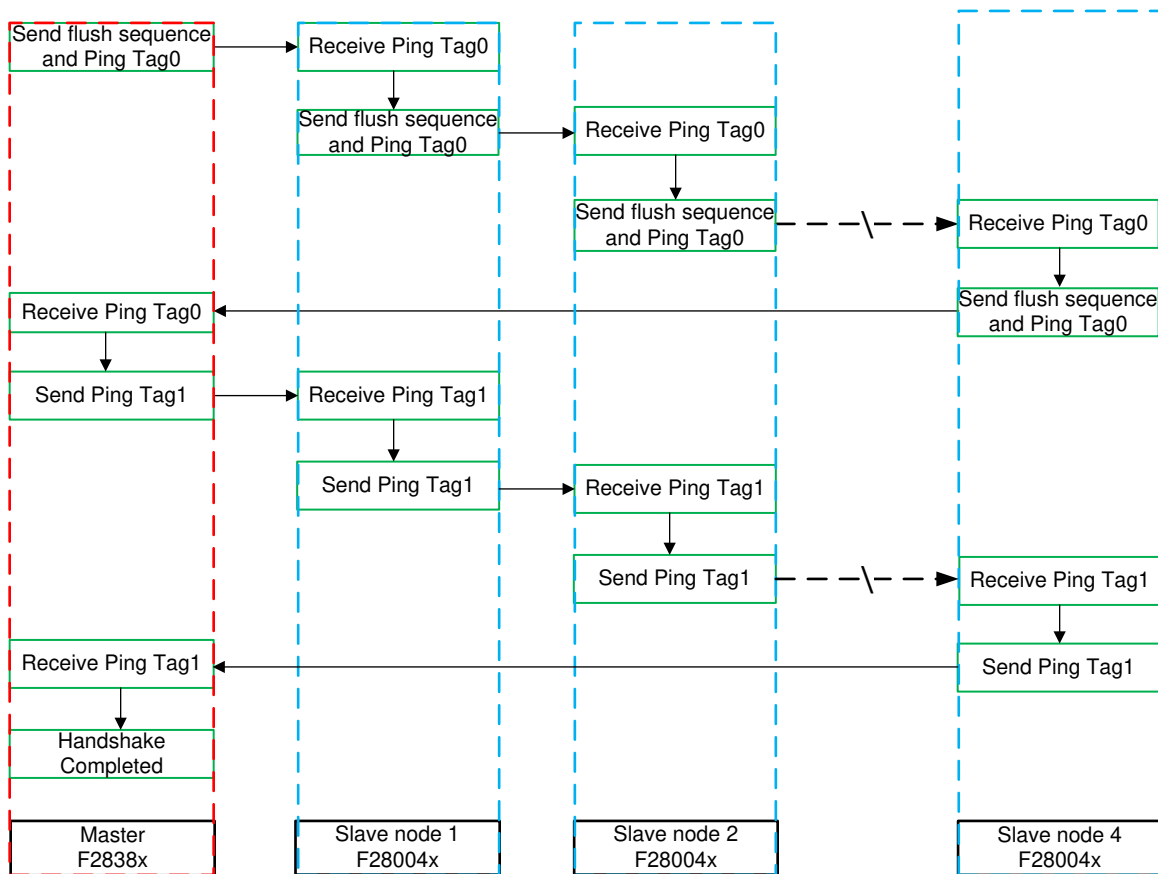 Send flush sequence
and Ping Tag0
Receive Ping Tag0
Send flush sequence
and Ping Tag0
Receive Ping Tag0
Send flush sequence
and Ping Tag0
Receive Ping Tag0
Send flush sequence
and Ping Tag0
Receive Ping Tag0
Send Ping Tag1
Receive Ping Tag1
Send Ping Tag1
Receive Ping Tag1
Send Ping Tag1
Receive Ping Tag1
Send Ping Tag1
Receive Ping Tag1
Handshake
Completed
Master
F2838x
Slave node 1
F28004x
Slave node 2
F28004x
Slave node 4
F28004x